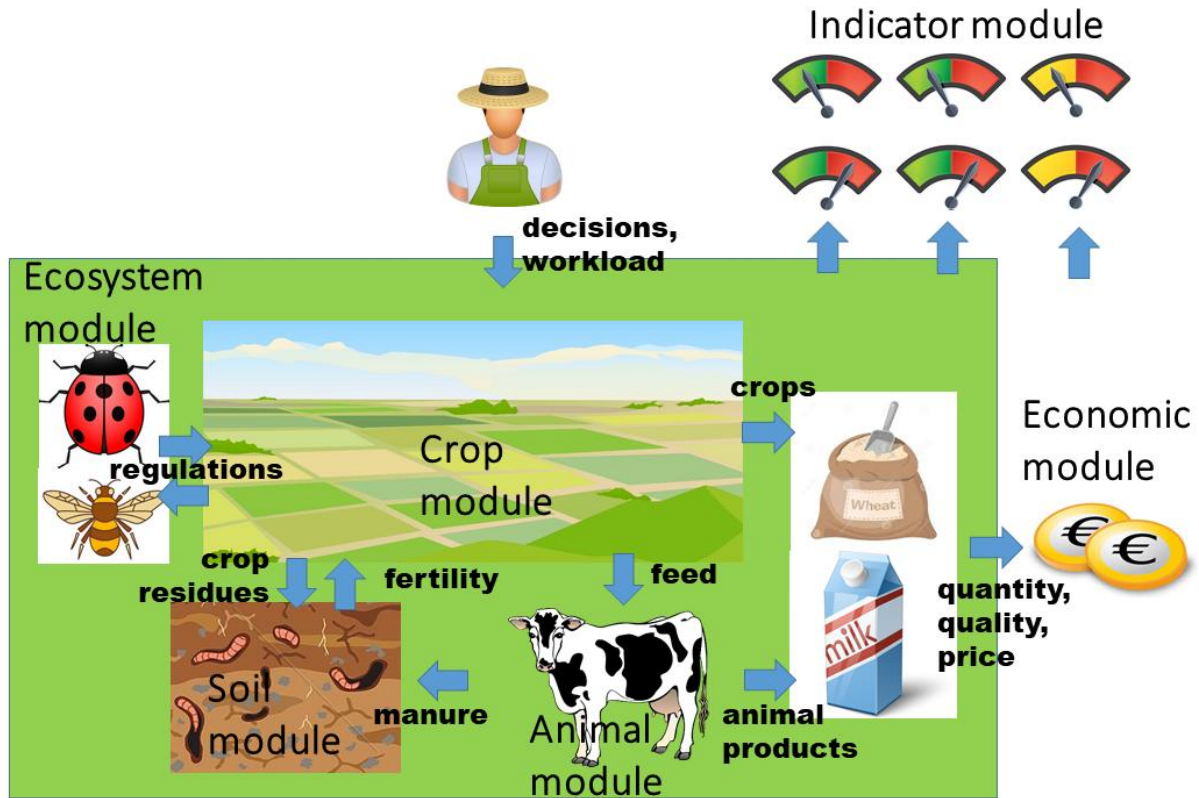 Indicator module
decisions,
workload
Ecosystem
module
crops
Economic
module
regulations
Crop
module
Wheat
€
€
crop
residues
fertility
feed
quantity,
quality,
price
milk
Soil
module
manure
Animal
module
animal
products